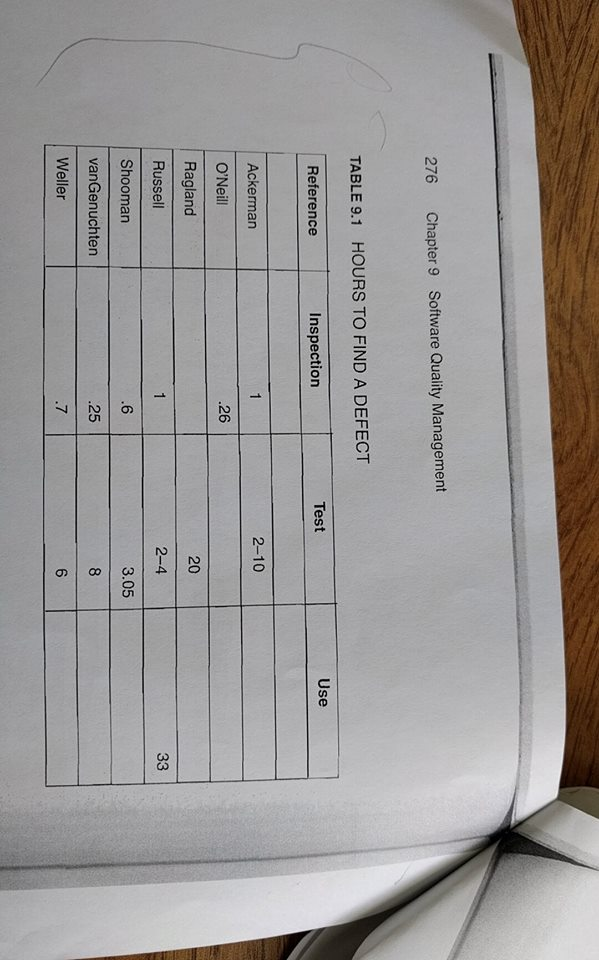 276 Chapter 9 Software Quality Management
TABLE 9.1 HOURS TO FIND A DEFECT
Reference Inspection Test Use
Ackerman 1 2–10
O'Neill .26
Ragland 20
Russell 1 2–4 33
Shooman .6 3.05
vanGenuchten .25 8
Weller .7 6